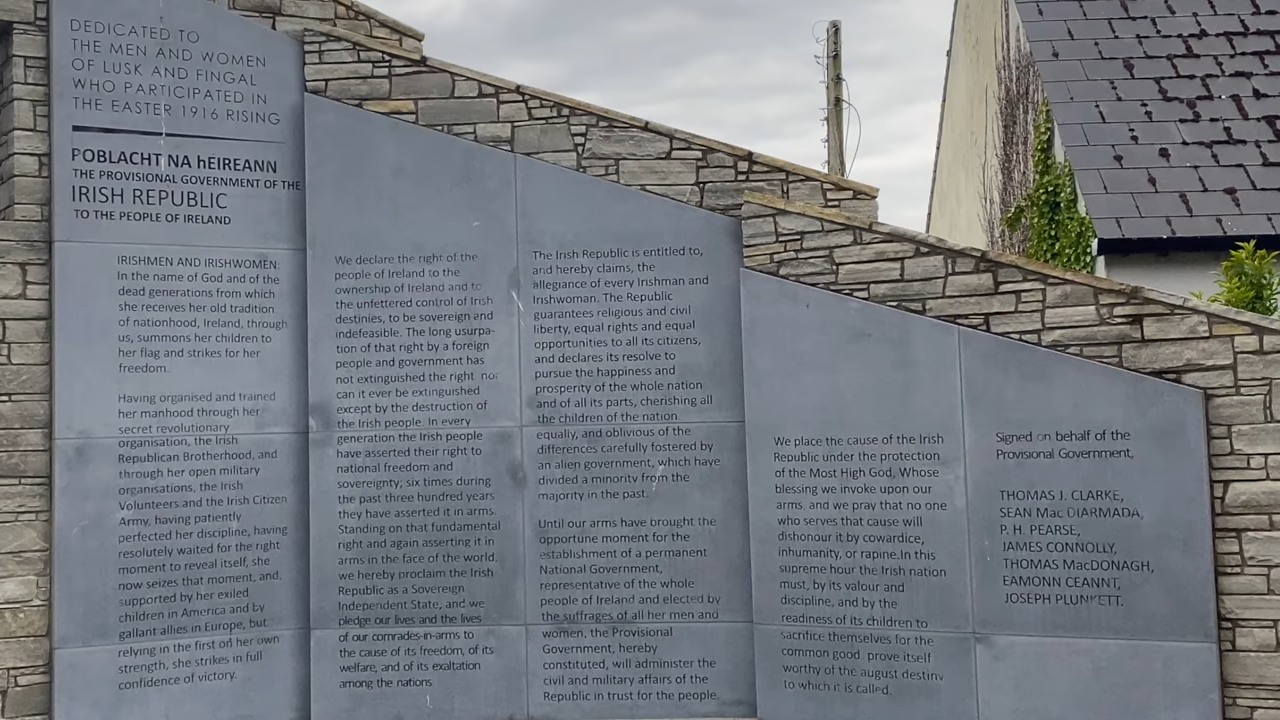 DEDICATED TO
THE MEN AND WOMEN
OF LUSK AND FINGAL
WHO PARTICIPATED IN
THE EASTER 1916 RISING
POBLACHT NA hEIREANN
THE PROVISIONAL GOVERNMENT OF THE
IRISH REPUBLIC
TO THE PEOPLE OF IRELAND
IRISHMEN AND IRISHWOMEN:
In the name of God and of the
dead generations from which
she receives her old tradition
of nationhood, Ireland, through
us, summons her children to
her flag and strikes for her
freedom.
Having organised and trained
her manhood through her
secret revolutionary
organisation, the Irish
Republican Brotherhood, and
through her open military
organisations, the Irish
Volunteers and the Irish Citizen
Army, having patiently
perfected her discipline, having
resolutely waited for the right
moment to reveal itself, she
now seizes that moment, and,
supported by her exiled
children in America and by
gallant allies in Europe, but
relying in the first on her own
strength, she strikes in full
confidence of victory.
We declare the right of the
people of Ireland to the
ownership of Ireland and to
the unfettered control of Irish
destinies, to be sovereign and
indefeasible. The long usurpa-
tion of that right by a foreign
people and government has
not extinguished the right nor
can it ever be extinguished
except by the destruction of
the Irish people. In every
generation the Irish people
have asserted their right to
national freedom and
sovereignty; six times during
the past three hundred years
they have asserted it in arms.
Standing on that fundamental
right and again asserting it in
arms in the face of the world,
we hereby proclaim the Irish
Republic as a Sovereign
Independent State, and we
pledge our lives and the lives
of our comrades-in-arms to
the cause of its freedom, of its
welfare, and of its exaltation
among the nations
The Irish Republic is entitled to,
and hereby claims, the
allegiance of every Irishman and
Irishwoman. The Republic
guarantees religious and civil
liberty, equal rights and equal
opportunities to all its citizens,
and declares its resolve to
pursue the happiness and
prosperity of the whole nation
and of all its parts, cherishing all
the children of the nation
equally, and oblivious of the
differences carefully fostered by
an alien government, which have
divided a minority from the
majority in the past.
Until our arms have brought the
opportune moment for the
establishment of a permanent
National Government,
representative of the whole
people of Ireland and elected by
the suffrages of all her men and
women, the Provisional
Government, hereby
constituted, will administer the
civil and military affairs of the
Republic in trust for the people.
We place the cause of the Irish
Republic under the protection
of the Most High God, Whose
blessing we invoke upon our
arms, and we pray that no one
who serves that cause will
dishonour it by cowardice,
inhumanity, or rapine.In this
supreme hour the Irish nation
must, by its valour and
discipline, and by the
readiness of its children to
sacrifice themselves for the
common good, prove itself
worthy of the august destiny
to which it is called.
Signed on behalf of the
Provisional Government,
THOMAS J. CLARKE,
SEAN Mac DIARMADA,
P. H. PEARSE,
JAMES CONNOLLY,
THOMAS MacDONAGH,
EAMONN CEANNT,
JOSEPH PLUNKETT.